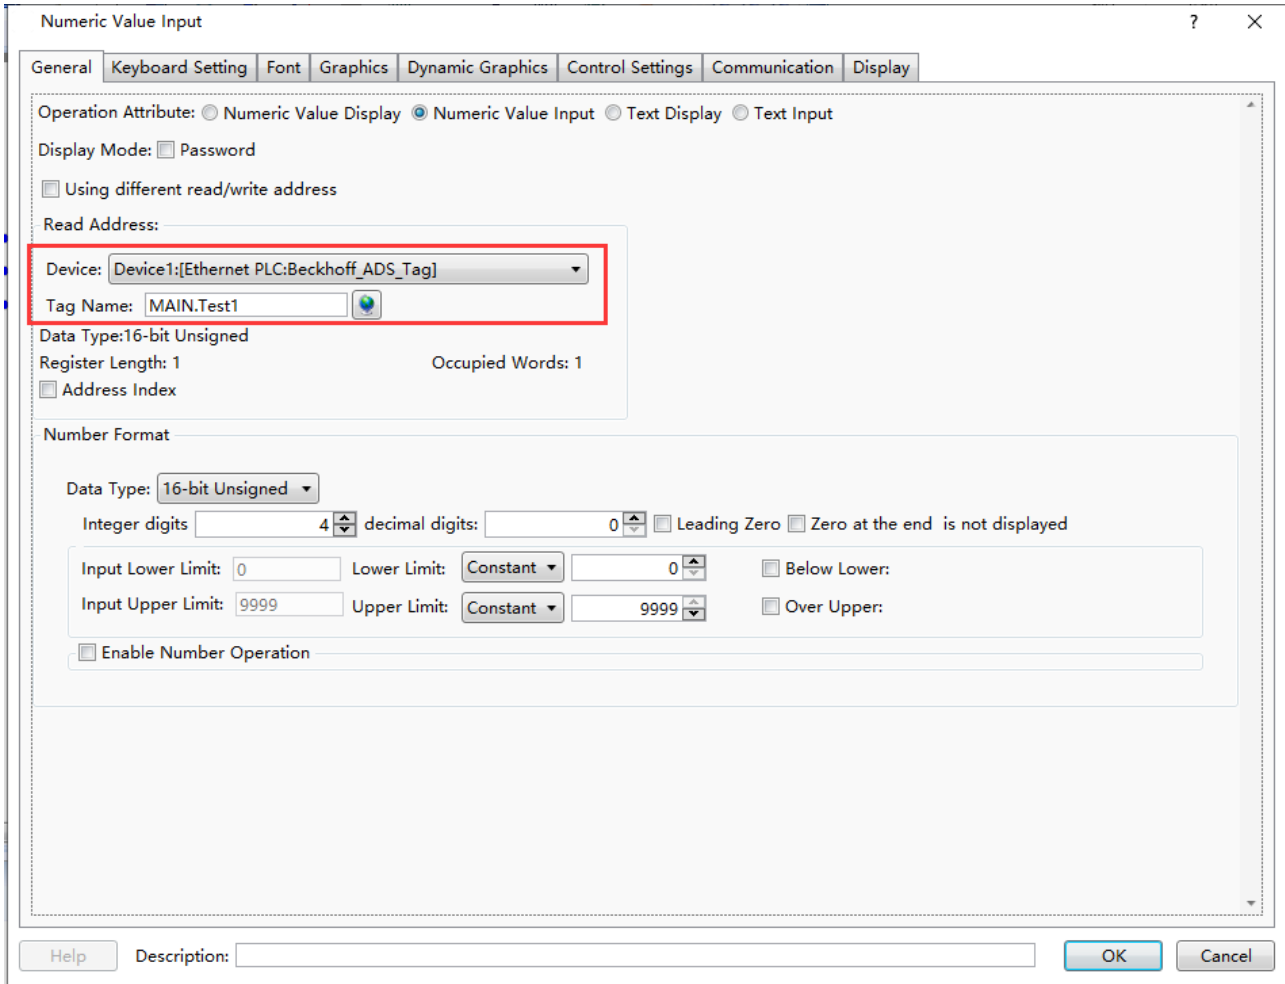 Numeric Value Input ?
General Keyboard Setting Font Graphics Dynamic Graphics Control Settings Communication Display
Operation Attribute: Numeric Value Display Numeric Value Input Text Display Text Input
Display Mode: Password
Using different read/write address
Read Address:
Device: Device1:[Ethernet PLC:Beckhoff_ADS_Tag]
Tag Name: MAIN.Test1
Data Type:16-bit Unsigned
Register Length: 1 Occupied Words: 1
Address Index
Number Format
Data Type: 16-bit Unsigned
Integer digits 4 decimal digits: 0 Leading Zero Zero at the end is not displayed
Input Lower Limit: 0 Lower Limit: Constant 0 Below Lower:
Input Upper Limit: 9999 Upper Limit: Constant 9999 Over Upper:
Enable Number Operation
Help Description: OK Cancel